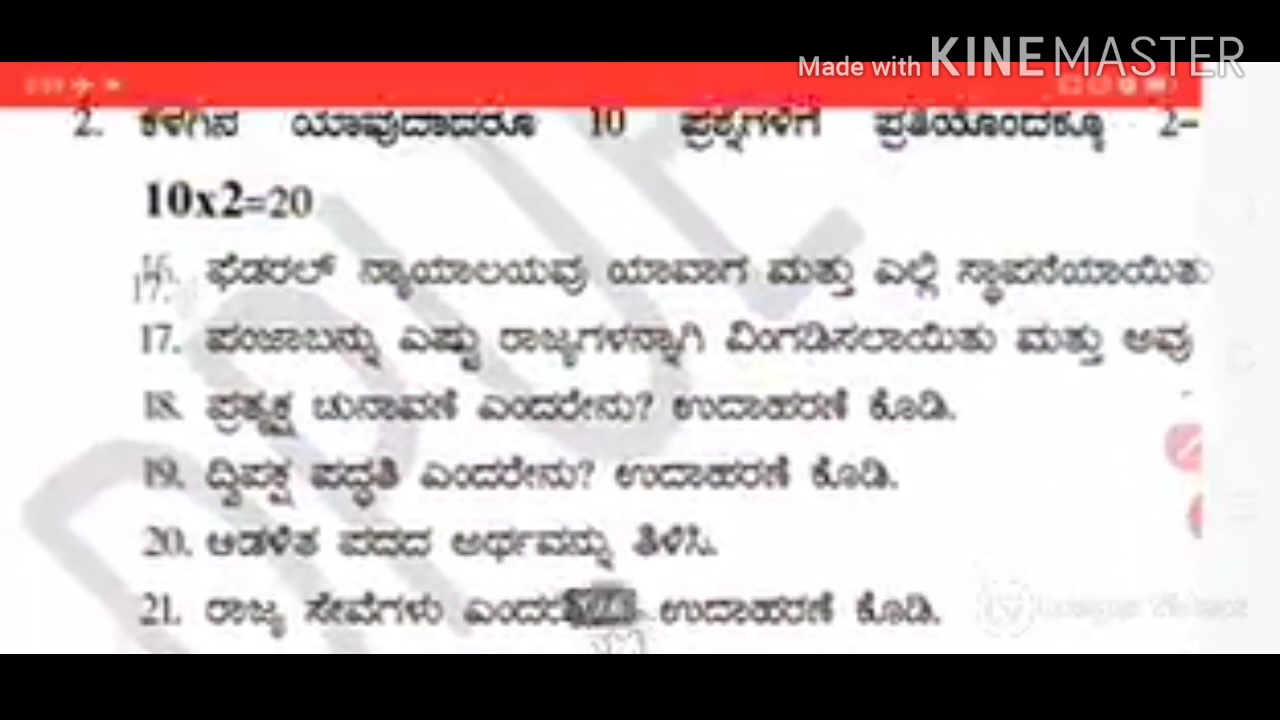 Made with KINEMASTER
2. ಕೆಳಗಿನ ಯಾವುದಾದರೂ 10 ಪ್ರಶ್ನೆಗಳಿಗೆ ಪ್ರತಿಯೊಂದಕ್ಕೂ 2-
10x2=20
16. ಫೆಡರಲ್ ನ್ಯಾಯಾಲಯವು ಯಾವಾಗ ಮತ್ತು ಎಲ್ಲಿ ಸ್ಥಾಪನೆಯಾಯಿತು
17.
17. ಪಂಜಾಬನ್ನು ಎಷ್ಟು ರಾಜ್ಯಗಳನ್ನಾಗಿ ವಿಂಗಡಿಸಲಾಯಿತು ಮತ್ತು ಅವು
18. ಪ್ರತ್ಯಕ್ಷ ಚುನಾವಣೆ ಎಂದರೇನು? ಉದಾಹರಣೆ ಕೊಡಿ.
19. ದ್ವಿಪಕ್ಷ ಪದ್ಧತಿ ಎಂದರೇನು? ಉದಾಹರಣೆ ಕೊಡಿ.
20. ಆಡಳಿತ ಪದದ ಅರ್ಥವನ್ನು ತಿಳಿಸಿ.
21. ರಾಜ್ಯ ಸೇವೆಗಳು ಉದಾಹರಣೆ ಕೊಡಿ.